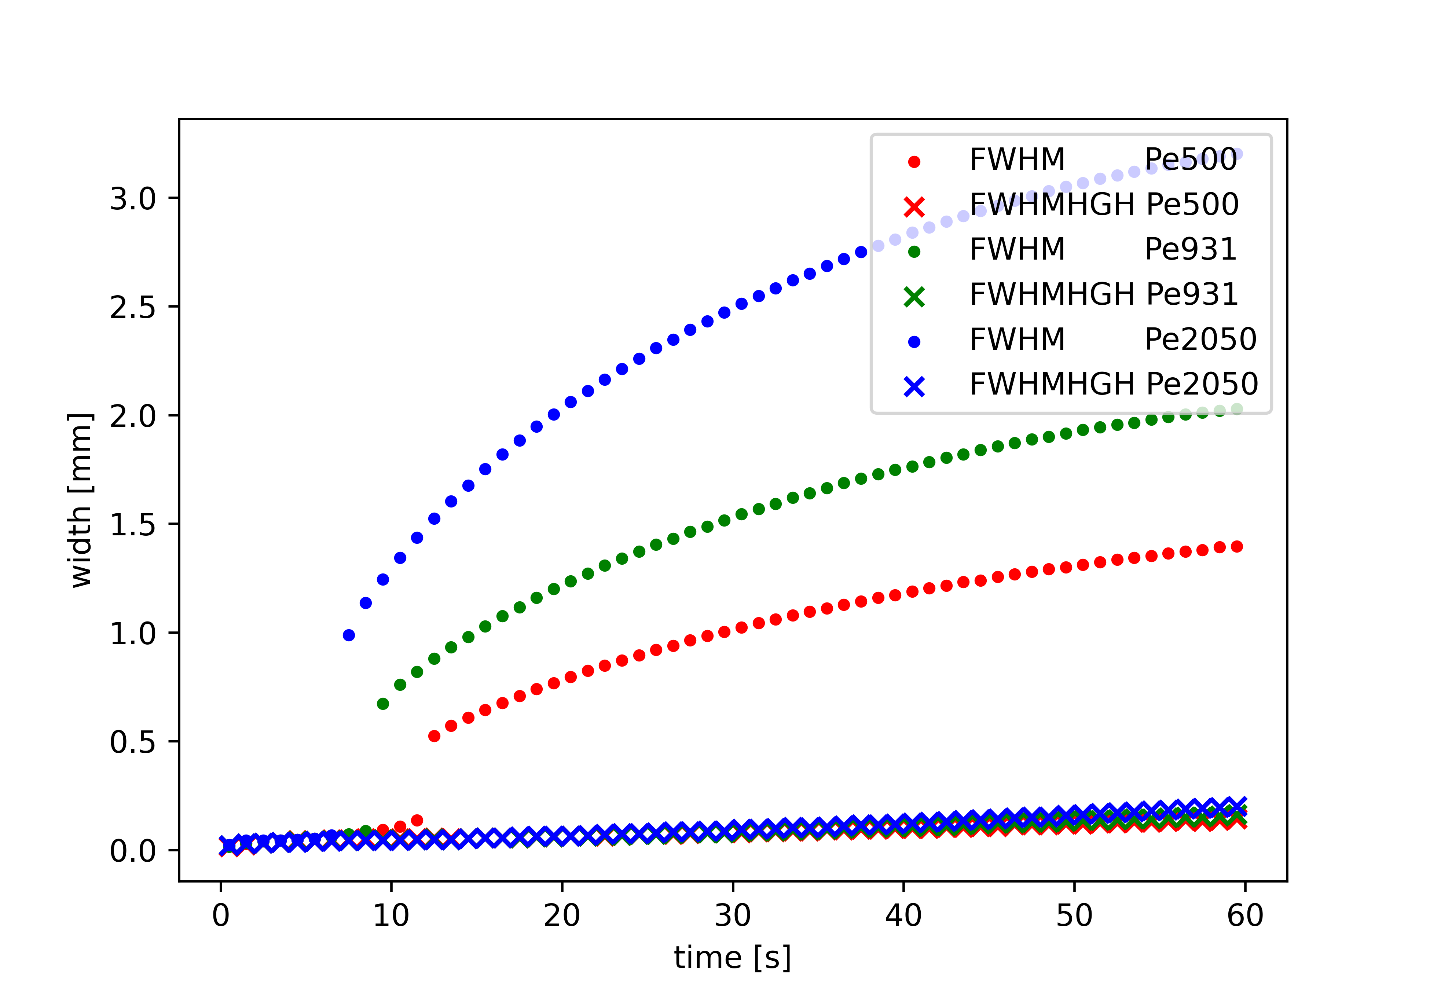 FWHM Pe500
FWHMHGH Pe500
FWHM Pe931
FWHMHGH Pe931
FWHM Pe2050
FWHMHGH Pe2050
3.0
2.5
2.0
1.5
1.0
0.5
0.0
width [mm]
0 10 20 30 40 50 60
time [s]